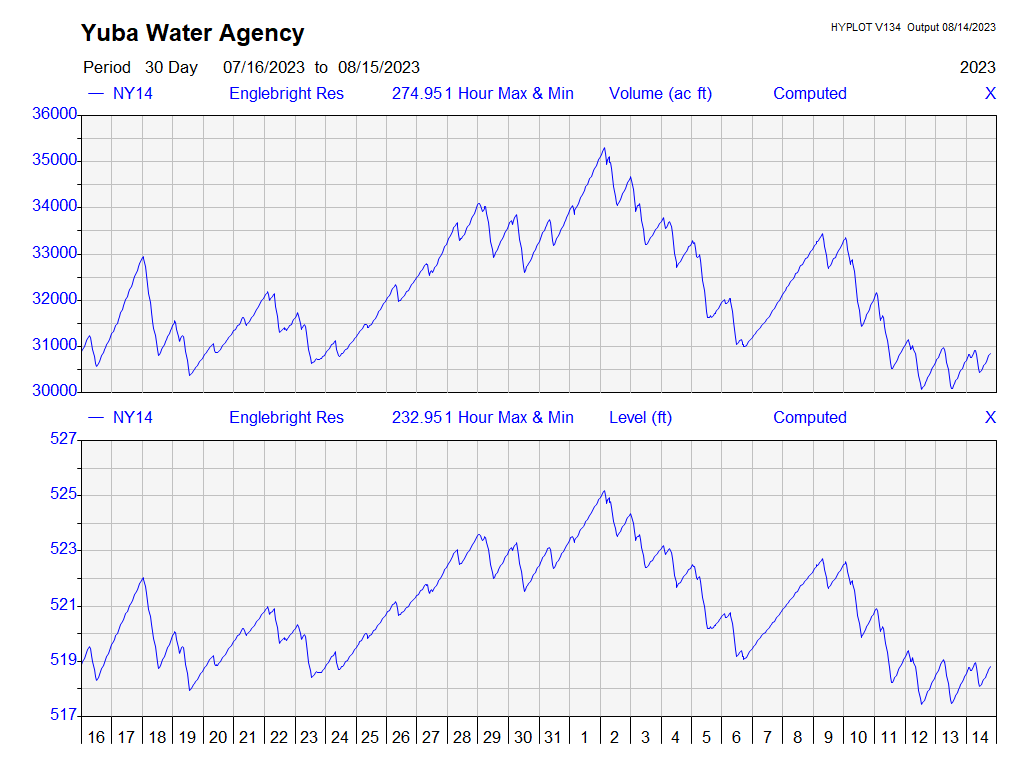 Yuba Water Agency
HYPLOT V134 Output 08/14/2023
Period 30 Day 07/16/2023 to 08/15/2023
2023
NY14 Englebright Res 274.951 Hour Max & Min Volume (ac ft) Computed X
36000
35000
34000
33000
32000
31000
30000
NY14 Englebright Res 232.951 Hour Max & Min Level (ft) Computed X
527
525
523
521
519
517
16 17 18 19 20 21 22 23 24 25 26 27 28 29 30 31 1 2 3 4 5 6 7 8 9 10 11 12 13 14